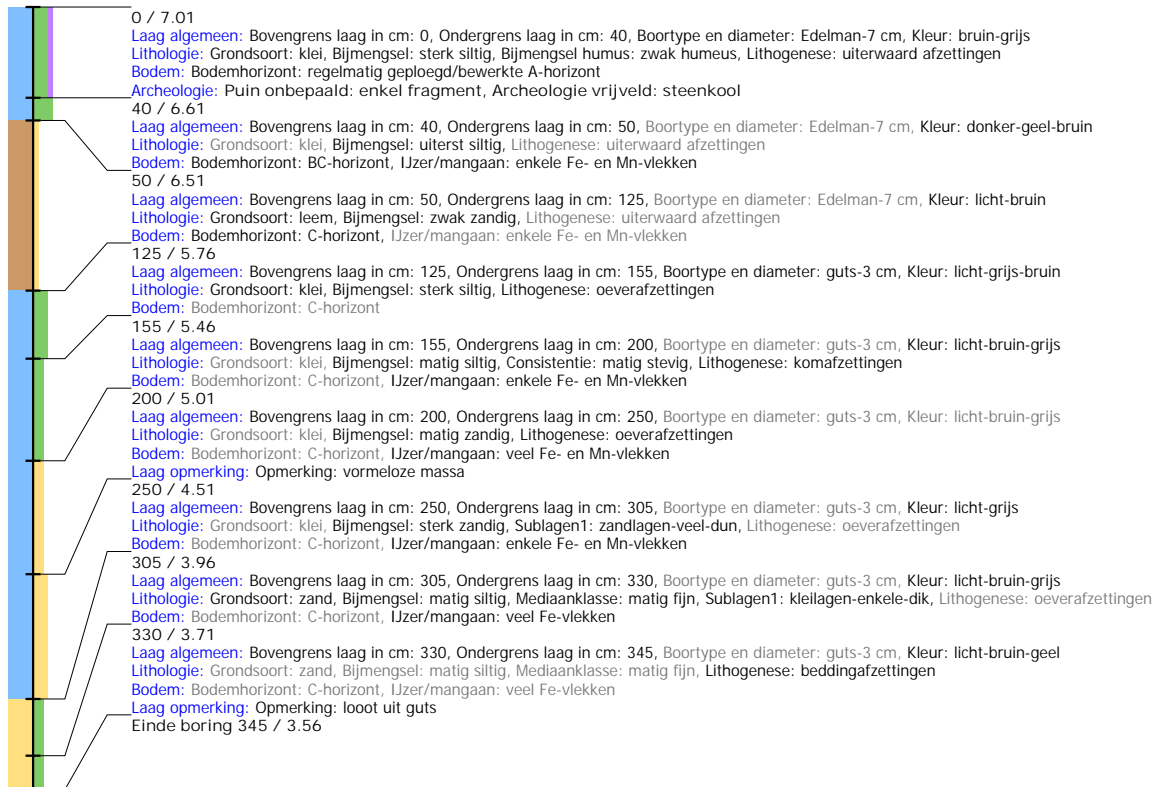 0 / 7.01
Laag algemeen: Bovengrens laag in cm: 0, Ondergrens laag in cm: 40, Boortype en diameter: Edelman-7 cm, Kleur: bruin-grijs
Lithologie: Grondsoort: klei, Bijmengsel: sterk siltig, Bijmengsel humus: zwak humeus, Lithogenese: uiterwaard afzettingen
Bodem: Bodemhorizont: regelmatig geploegd/bewerkte A-horizont
Archeologie: Puin onbepaald: enkel fragment, Archeologie vrijveld: steenkool
40 / 6.61
Laag algemeen: Bovengrens laag in cm: 40, Ondergrens laag in cm: 50, Boortype en diameter: Edelman-7 cm, Kleur: donker-geel-bruin
Lithologie: Grondsoort: klei, Bijmengsel: uiterst siltig, Lithogenese: uiterwaard afzettingen
Bodem: Bodemhorizont: BC-horizont, IJzer/mangaan: enkele Fe- en Mn-vlekken
50 / 6.51
Laag algemeen: Bovengrens laag in cm: 50, Ondergrens laag in cm: 125, Boortype en diameter: Edelman-7 cm, Kleur: licht-bruin
Lithologie: Grondsoort: leem, Bijmengsel: zwak zandig, Lithogenese: uiterwaard afzettingen
Bodem: Bodemhorizont: C-horizont, IJzer/mangaan: enkele Fe- en Mn-vlekken
125 / 5.76
Laag algemeen: Bovengrens laag in cm: 125, Ondergrens laag in cm: 155, Boortype en diameter: guts-3 cm, Kleur: licht-grijs-bruin
Lithologie: Grondsoort: klei, Bijmengsel: sterk siltig, Lithogenese: oeverafzettingen
Bodem: Bodemhorizont: C-horizont
155 / 5.46
Laag algemeen: Bovengrens laag in cm: 155, Ondergrens laag in cm: 200, Boortype en diameter: guts-3 cm, Kleur: licht-bruin-grijs
Lithologie: Grondsoort: klei, Bijmengsel: matig siltig, Consistentie: matig stevig, Lithogenese: komafzettingen
Bodem: Bodemhorizont: C-horizont, IJzer/mangaan: enkele Fe- en Mn-vlekken
200 / 5.01
Laag algemeen: Bovengrens laag in cm: 200, Ondergrens laag in cm: 250, Boortype en diameter: guts-3 cm, Kleur: licht-bruin-grijs
Lithologie: Grondsoort: klei, Bijmengsel: matig zandig, Lithogenese: oeverafzettingen
Bodem: Bodemhorizont: C-horizont, IJzer/mangaan: veel Fe- en Mn-vlekken
Laag opmerking: Opmerking: vormeloze massa
250 / 4.51
Laag algemeen: Bovengrens laag in cm: 250, Ondergrens laag in cm: 305, Boortype en diameter: guts-3 cm, Kleur: licht-grijs
Lithologie: Grondsoort: klei, Bijmengsel: sterk zandig, Sublagen1: zandlagen-veel-dun, Lithogenese: oeverafzettingen
Bodem: Bodemhorizont: C-horizont, IJzer/mangaan: enkele Fe- en Mn-vlekken
305 / 3.96
Laag algemeen: Bovengrens laag in cm: 305, Ondergrens laag in cm: 330, Boortype en diameter: guts-3 cm, Kleur: licht-bruin-grijs
Lithologie: Grondsoort: zand, Bijmengsel: matig siltig, Mediaanklasse: matig fijn, Sublagen1: kleilagen-enkele-dik, Lithogenese: oeverafzettingen
Bodem: Bodemhorizont: C-horizont, IJzer/mangaan: veel Fe-vlekken
330 / 3.71
Laag algemeen: Bovengrens laag in cm: 330, Ondergrens laag in cm: 345, Boortype en diameter: guts-3 cm, Kleur: licht-bruin-geel
Lithologie: Grondsoort: zand, Bijmengsel: matig siltig, Mediaanklasse: matig fijn, Lithogenese: beddingafzettingen
Bodem: Bodemhorizont: C-horizont, IJzer/mangaan: veel Fe-vlekken
Laag opmerking: Opmerking: looot uit guts
Einde boring 345 / 3.56